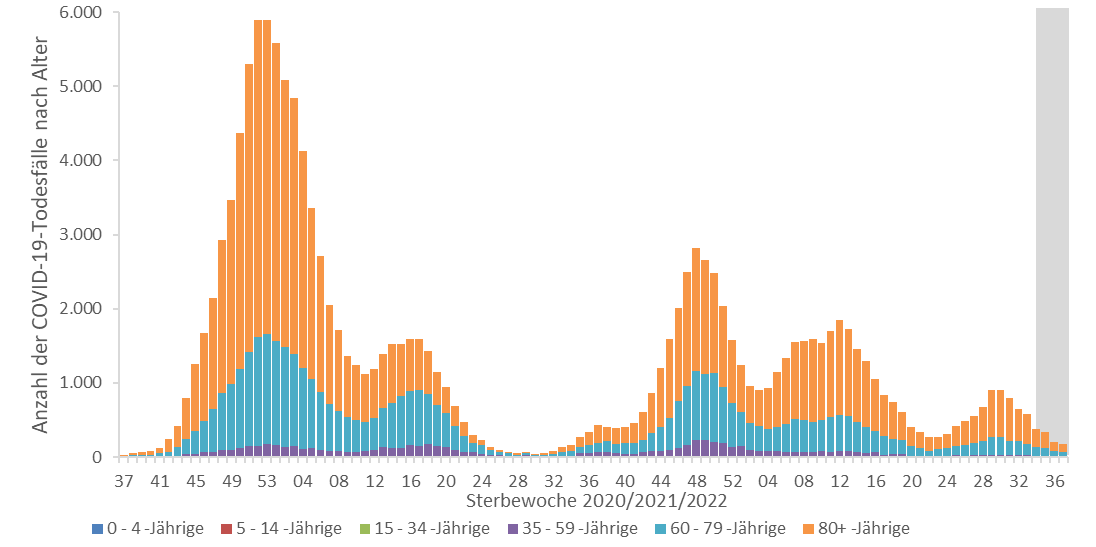 Anzahl der COVID-19-Todesfälle nach Alter
6.000
5.000
4.000
3.000
2.000
1.000
0
37 41 45 49 53 04 08 12 16 20 24 28 32 36 40 44 48 52 04 08 12 16 20 24 28 32 36
Sterbewoche 2020/2021/2022
0 - 4 -Jährige 5 - 14 -Jährige 15 - 34 -Jährige 35 - 59 -Jährige 60 - 79 -Jährige 80+ -Jährige